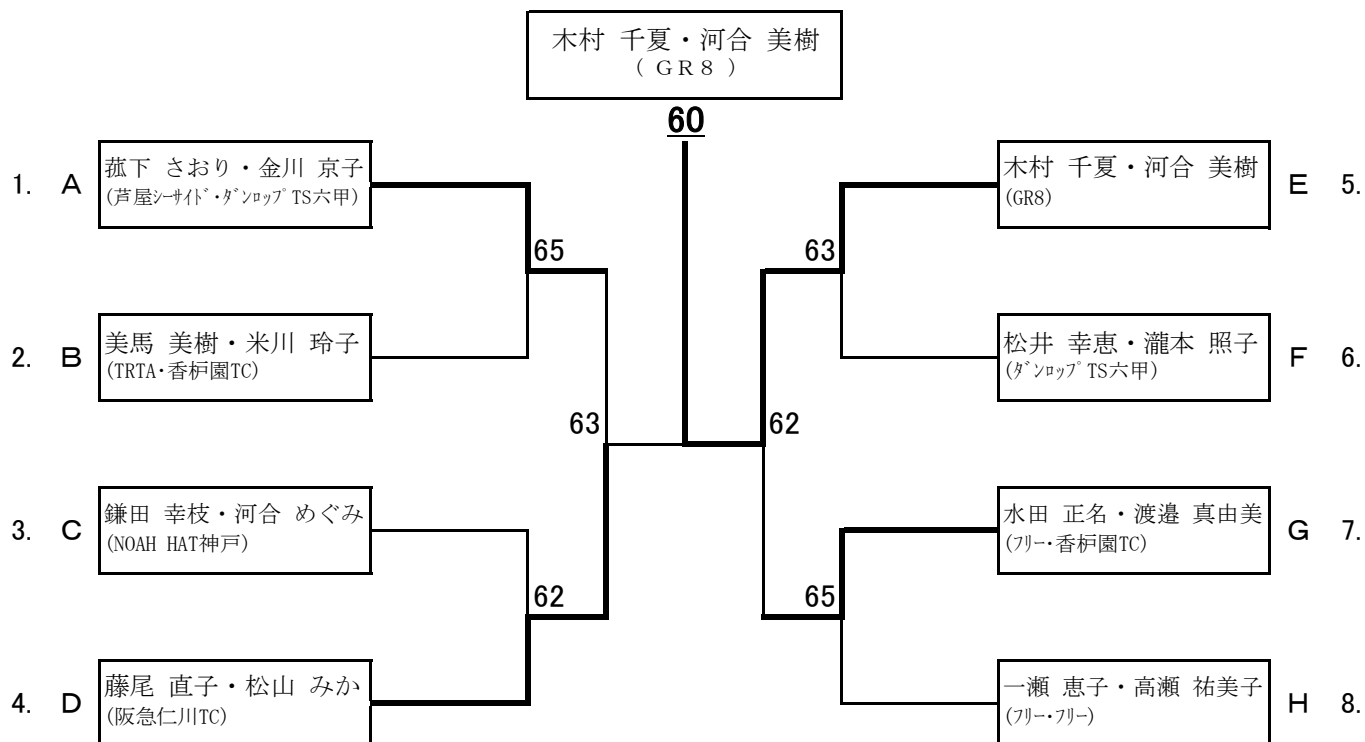 木村 千夏・河合 美樹
( ＧＲ８ )
60
1. A 菰下 さおり・金川 京子
(芦屋ｼｰｻｲﾄﾞ・ﾀﾞﾝﾛｯﾌﾟTS六甲)
木村 千夏・河合 美樹 E 5.
(GR8)
65
63
2. B 美馬 美樹・米川 玲子
(TRTA・香枦園TC)
松井 幸恵・瀧本 照子 F 6.
(ﾀﾞﾝﾛｯﾌﾟTS六甲)
63
62
3. C 鎌田 幸枝・河合 めぐみ
(NOAH HAT神戸)
水田 正名・渡邉 真由美 G 7.
(ﾌﾘｰ・香枦園TC)
62
65
4. D 藤尾 直子・松山 みか
(阪急仁川TC)
一瀬 恵子・高瀬 祐美子 H 8.
(ﾌﾘｰ・ﾌﾘｰ)